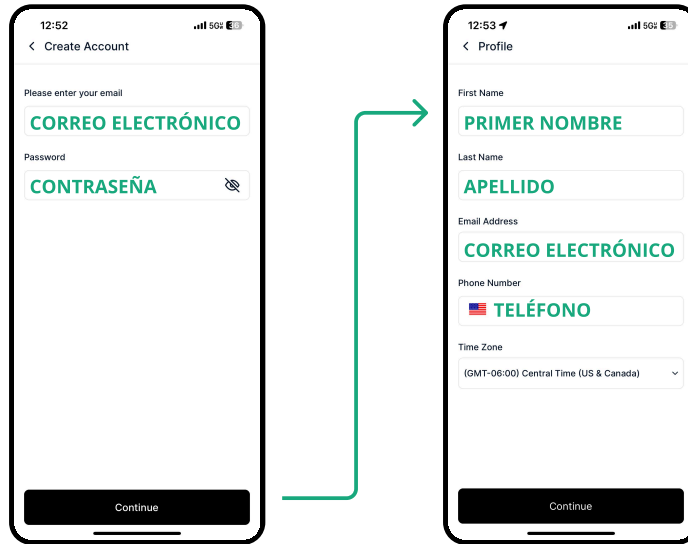 12:52
5G
Create Account
Please enter your email
CORREO ELECTRÓNICO
Password
CONTRASEÑA
Continue
12:53
5G
Profile
First Name
PRIMER NOMBRE
Last Name
APELLIDO
Email Address
CORREO ELECTRÓNICO
Phone Number
TELÉFONO
Time Zone
(GMT-06:00) Central Time (US & Canada)
Continue